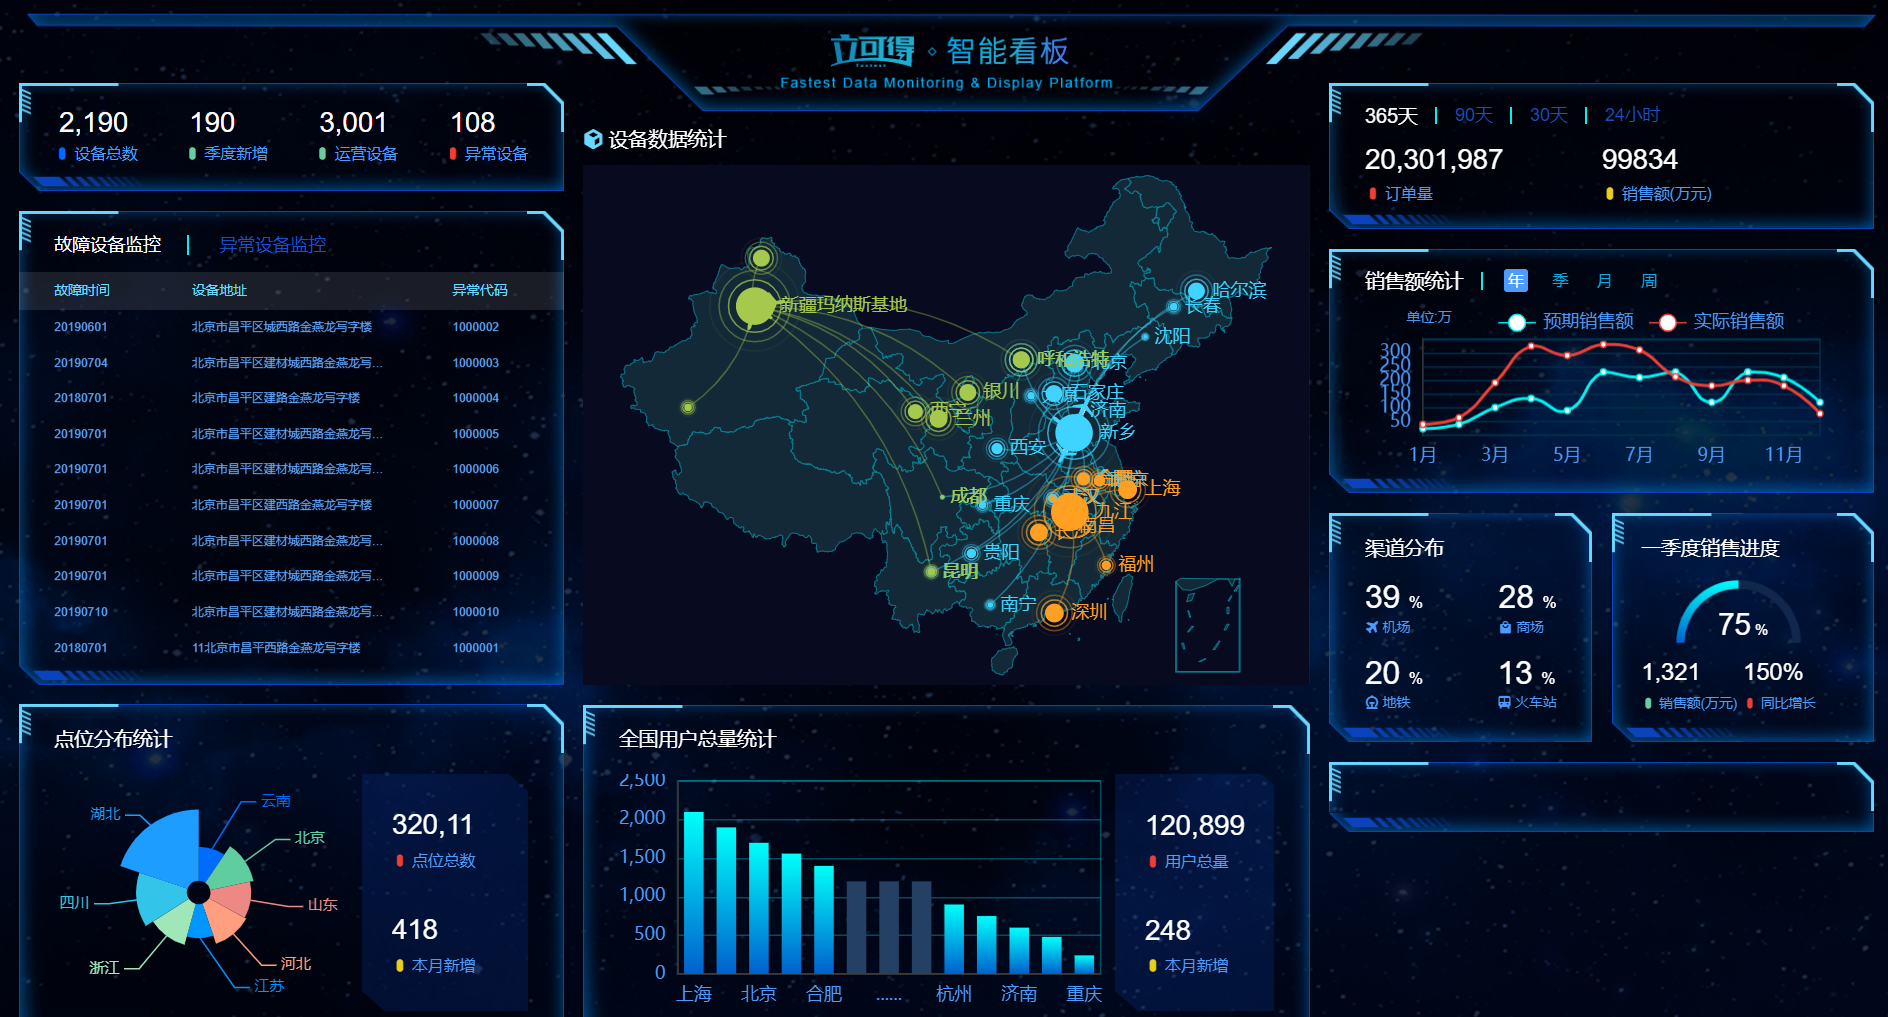 立可得 ◇ 智能看板
Fastest Data Monitoring & Display Platform
2,190 190 3,001 108
设备总数 季度新增 运营设备 异常设备
故障设备监控 异常设备监控
故障时间 设备地址 异常代码
20190601 北京市昌平区城西路金燕龙写字楼 1000002
20190704 北京市昌平区建材城西路金燕龙写... 1000003
20180701 北京市昌平区建路金燕龙写字楼 1000004
20190701 北京市昌平区建材城西路金燕龙写... 1000005
20190701 北京市昌平区建材城西路金燕龙写... 1000006
20190701 北京市昌平区建西路金燕龙写字楼 1000007
20190701 北京市昌平区建材城西路金燕龙写... 1000008
20190701 北京市昌平区建材城西路金燕龙写... 1000009
20190710 北京市昌平区建材城西路金燕龙写... 1000010
20180701 11北京市昌平西路金燕龙写字楼 1000001
点位分布统计
云南
湖北
北京
四川
山东
浙江
河北
江苏
320,11
点位总数
418
本月新增
设备数据统计
新疆玛纳斯基地
哈尔滨
长春
沈阳
呼和浩特
北京
银川
石家庄
西宁
兰州
济南
新乡
西安
成都
重庆
上海
九江
南昌
贵阳
福州
昆明
南宁
深圳
全国用户总量统计
2,500
2,000
1,500
1,000
500
0
上海 北京 合肥 ...... 杭州 济南 重庆
120,899
用户总量
248
本月新增
365天 90天 30天 24小时
20,301,987 99834
订单量 销售额(万元)
销售额统计 年 季 月 周
单位:万 预期销售额 实际销售额
300
250
200
150
100
50
1月 3月 5月 7月 9月 11月
渠道分布
39 % 28 %
机场 商场
20 % 13 %
地铁 火车站
一季度销售进度
75 %
1,321 150%
销售额(万元) 同比增长